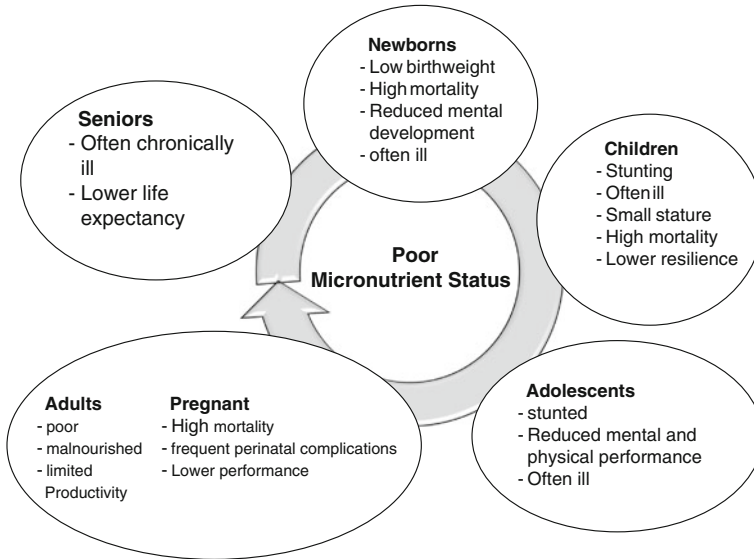 Newborns
- Low birthweight
- High mortality
- Reduced mental
development
- often ill
Seniors
- Often chronically
ill
- Lower life
expectancy
Children
- Stunting
- Often ill
- Small stature
- High mortality
- Lower resilience
Poor
Micronutrient Status
Adults
- poor
- malnourished
- limited
Productivity
Pregnant
- High mortality
- frequent perinatal complications
- Lower performance
Adolescents
- stunted
- Reduced mental and
physical performance
- Often ill